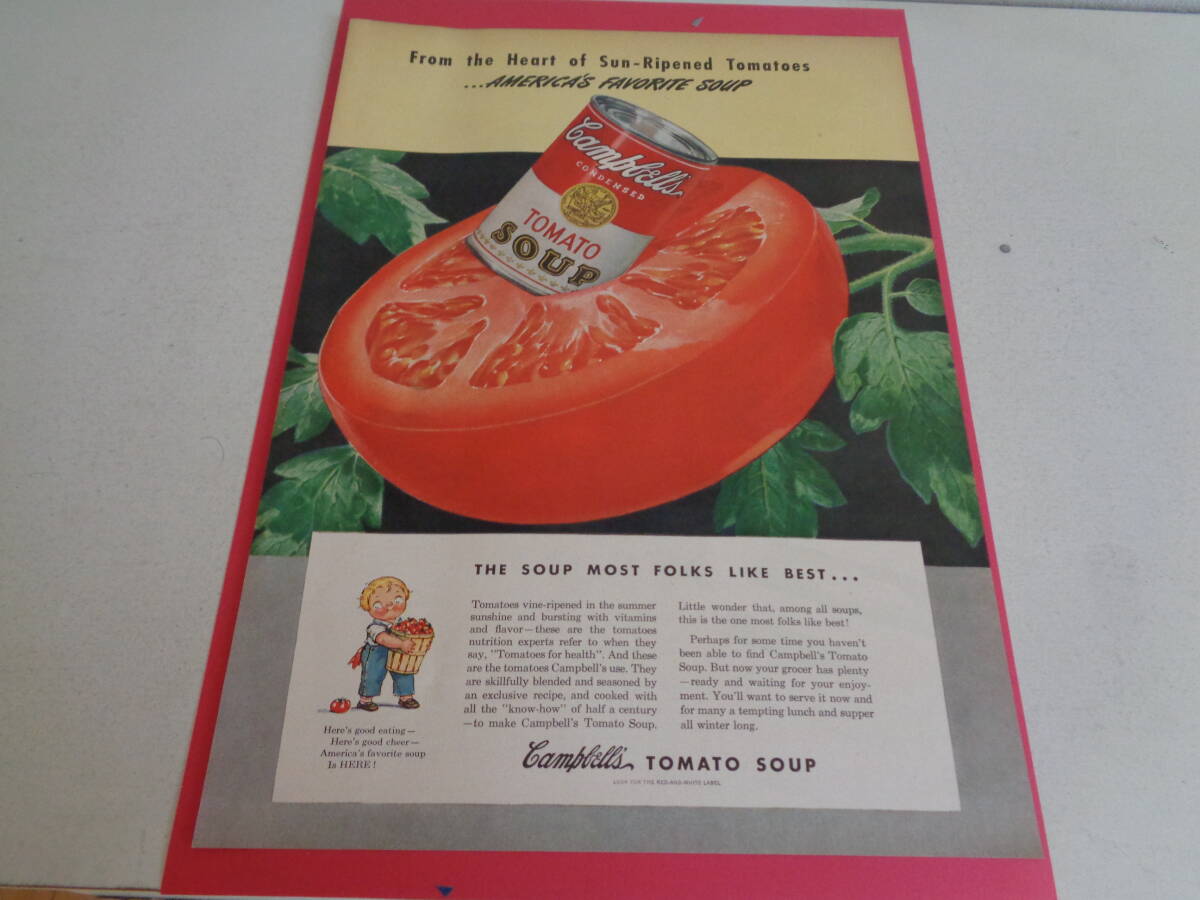 From the Heart of Sun-Ripened Tomatoes
...AMERICA'S FAVORITE SOUP
Campbell's
CONDENSED
TOMATO
SOUP
THE SOUP MOST FOLKS LIKE BEST...
Tomatoes vine-ripened in the summer
sunshine and bursting with vitamins
and flavor—these are the tomatoes
nutrition experts refer to when they
say, "Tomatoes for health". And these
are the tomatoes Campbell's use. They
are skillfully blended and seasoned by
an exclusive recipe, and cooked with
all the "know-how" of half a century
—to make Campbell's Tomato Soup.
Little wonder that, among all soups,
this is the one most folks like best!
Perhaps for some time you haven't
been able to find Campbell's Tomato
Soup. But now your grocer has plenty
—ready and waiting for your enjoy-
ment. You'll want to serve it now and
for many a tempting lunch and supper
all winter long.
Here's good eating—
Here's good cheer—
America's favorite soup
Is HERE!
Campbell's TOMATO SOUP
LOOK FOR THE RED-AND-WHITE LABEL